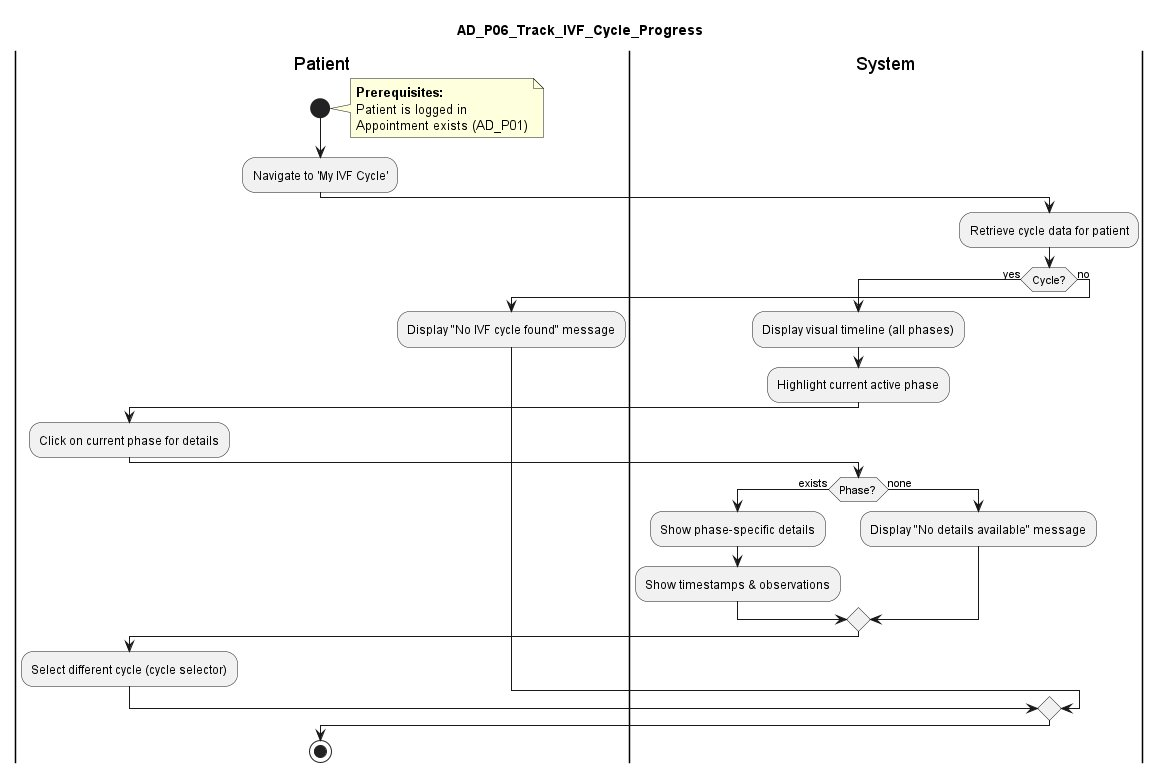 AD_P06_Track_IVF_Cycle_Progress
Patient
System
Prerequisites:
Patient is logged in
Appointment exists (AD_P01)
Navigate to 'My IVF Cycle'
Retrieve cycle data for patient
yes
Cycle?
no
Display "No IVF cycle found" message
Display visual timeline (all phases)
Highlight current active phase
Click on current phase for details
exists
Phase?
none
Show phase-specific details
Display "No details available" message
Show timestamps & observations
Select different cycle (cycle selector)